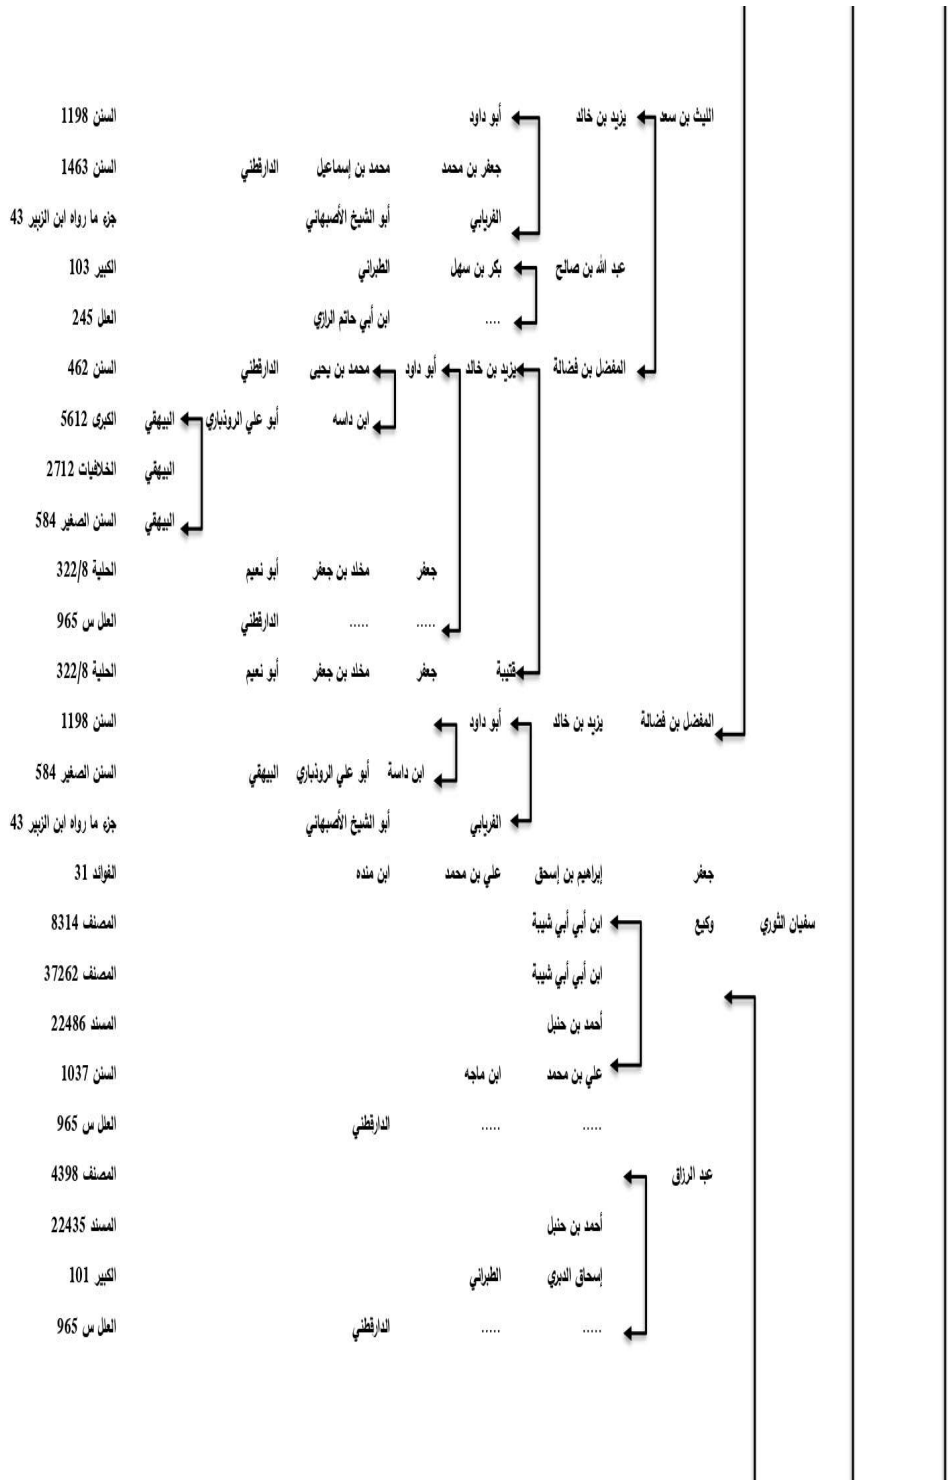 الليث بن سعد يزيد بن خالد أبو داود السنن 1198
جعفر بن محمد محمد بن إسماعيل الدارقطني السنن 1463
الفريابي أبو الشيخ الأصبهاني جزء ما رواه ابن الزبير 43
عبد الله بن صالح بكر بن سهل الطبراني الكبير 103
.... ابن أبي حاتم الرازي العلل 245
المفضل بن فضالة يزيد بن خالد أبو داود محمد بن يحيى الدارقطني السنن 462
ابن داسه أبو علي الروذباري البيهقي الكبرى 5612
البيهقي الخلافيات 2712
البيهقي السنن الصغير 584
جعفر مخلد بن جعفر أبو نعيم الحلية 322/8
..... ..... الدارقطني العلل س 965
قتيبة جعفر مخلد بن جعفر أبو نعيم الحلية 322/8
المفضل بن فضالة يزيد بن خالد أبو داود السنن 1198
ابن داسة أبو علي الروذباري البيهقي السنن الصغير 584
الفريابي أبو الشيخ الأصبهاني جزء ما رواه ابن الزبير 43
جعفر إبراهيم بن إسحق علي بن محمد ابن منده الفوائد 31
سفيان الثوري وكيع ابن أبي أبي شيبة المصنف 8314
ابن أبي أبي شيبة المصنف 37262
أحمد بن حنبل المسند 22486
علي بن محمد ابن ماجه السنن 1037
..... ..... الدارقطني العلل س 965
عبد الرزاق المصنف 4398
أحمد بن حنبل المسند 22435
إسحاق الدبري الطبراني الكبير 101
..... ..... الدارقطني العلل س 965